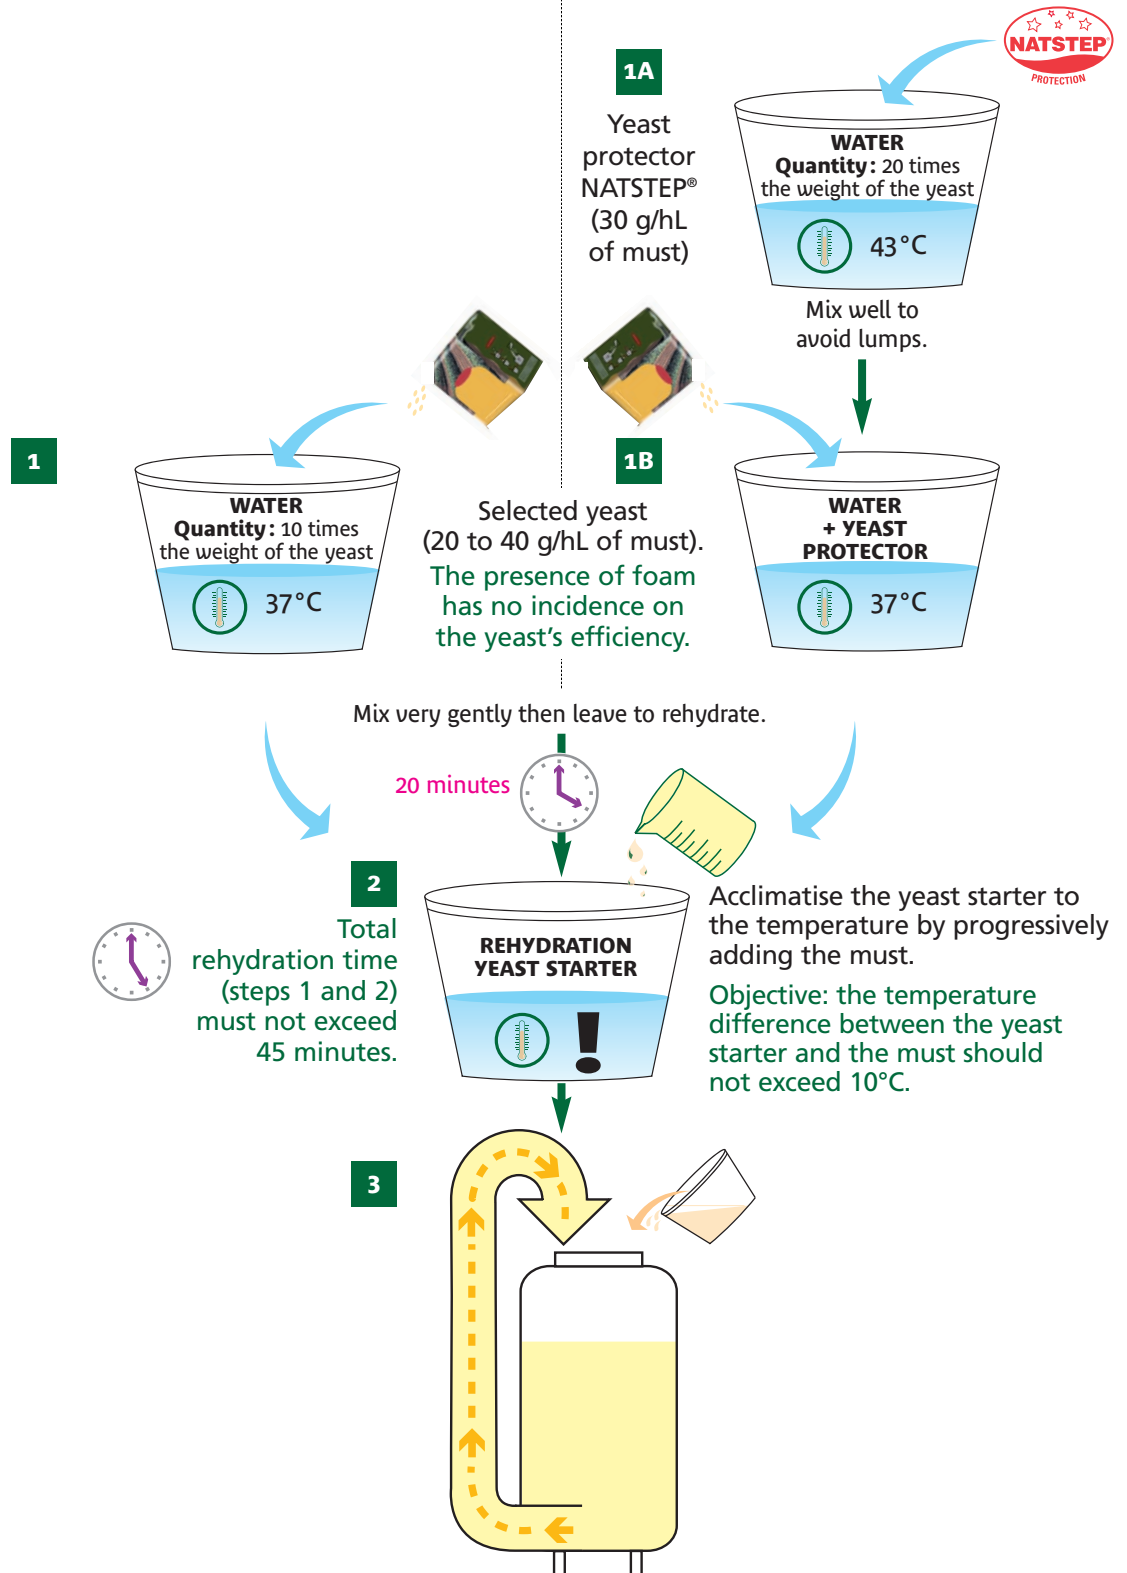 NATSTEP®
PROTECTION
1A
Yeast
protector
NATSTEP®
(30 g/hL
of must)
WATER
Quantity: 20 times
the weight of the yeast
43°C
Mix well to
avoid lumps.
1
WATER
Quantity: 10 times
the weight of the yeast
37°C
1B
Selected yeast
(20 to 40 g/hL of must).
The presence of foam
has no incidence on
the yeast's efficiency.
WATER
+ YEAST
PROTECTOR
37°C
Mix very gently then leave to rehydrate.
20 minutes
2
Total
rehydration time
(steps 1 and 2)
must not exceed
45 minutes.
REHYDRATION
YEAST STARTER
!
Acclimatise the yeast starter to
the temperature by progressively
adding the must.
Objective: the temperature
difference between the yeast
starter and the must should
not exceed 10°C.
3